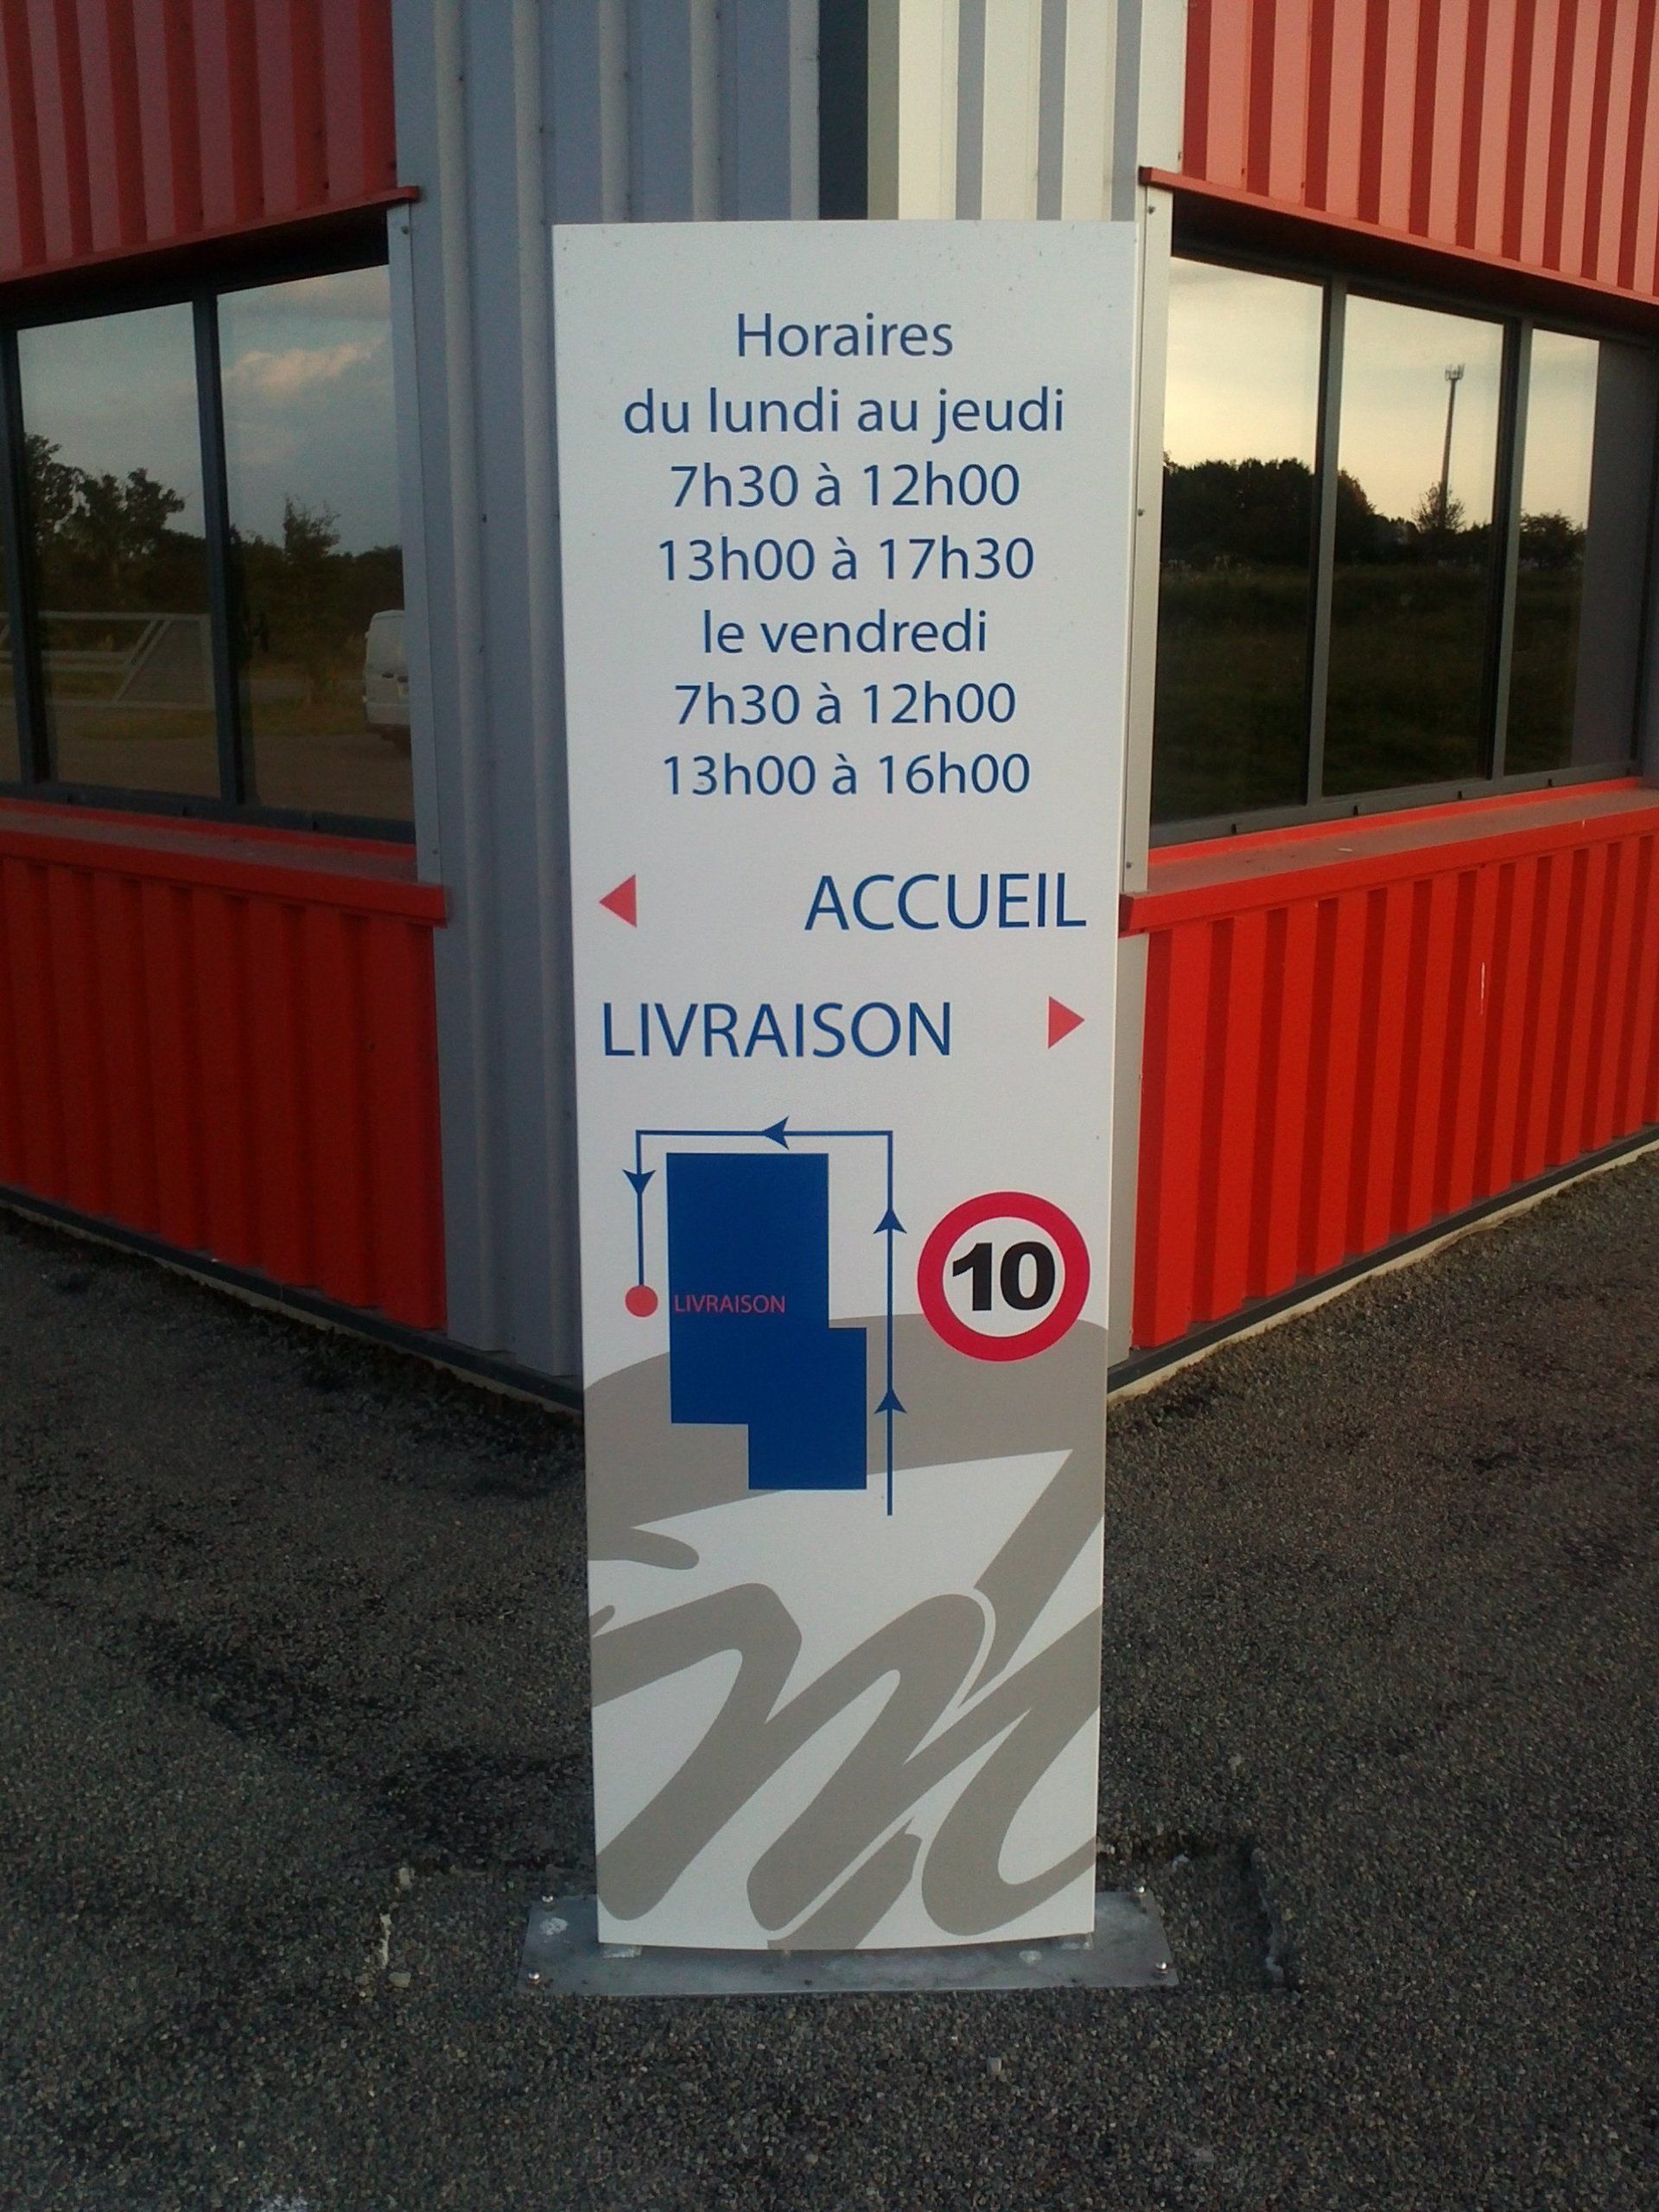 Horaires
du lundi au jeudi
7h30 à 12h00
13h00 à 17h30
le vendredi
7h30 à 12h00
13h00 à 16h00
ACCUEIL
LIVRAISON
10
LIVRAISON